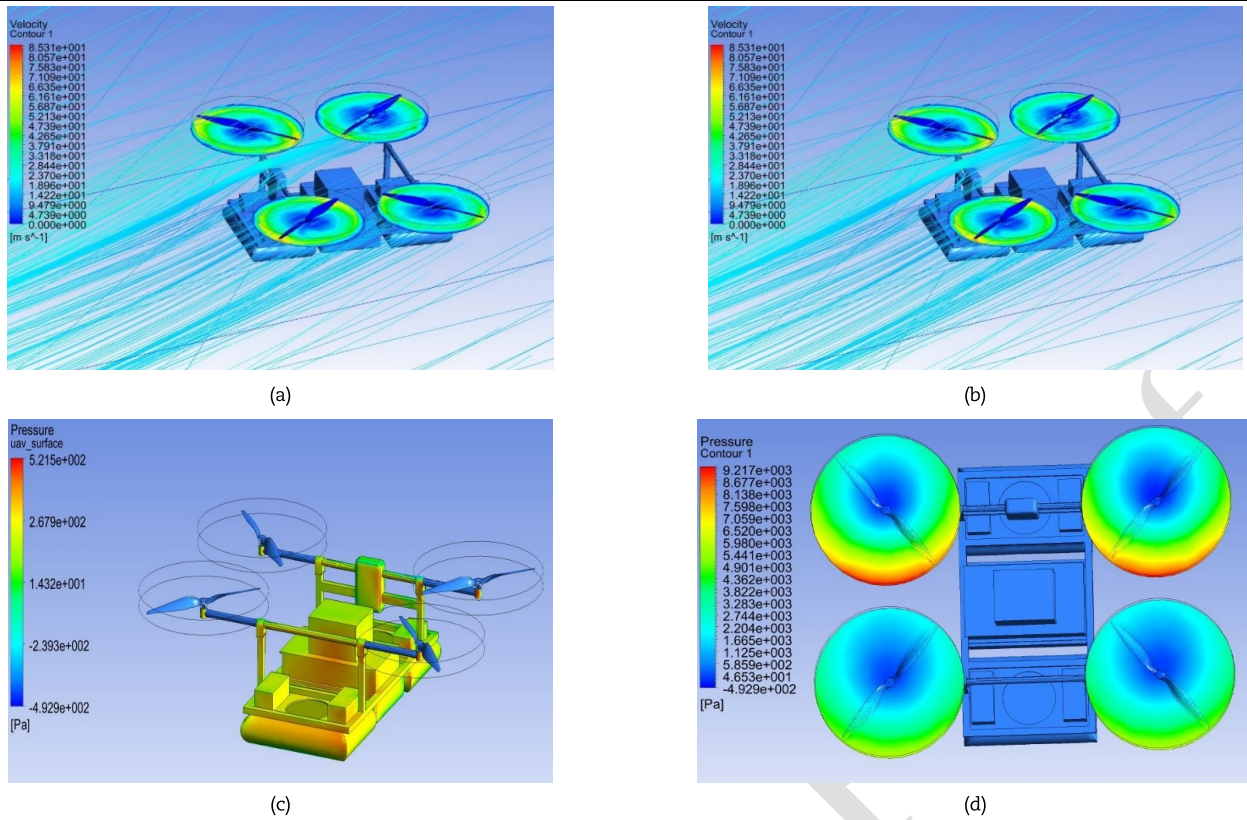 Velocity
Contour 1
8.531e+001
8.057e+001
7.583e+001
7.109e+001
6.635e+001
6.161e+001
5.687e+001
5.213e+001
4.739e+001
4.265e+001
3.791e+001
3.318e+001
2.844e+001
2.370e+001
1.896e+001
1.422e+001
9.479e+000
4.739e+000
0.000e+000
[m s^-1]
(a)
Velocity
Contour 1
8.531e+001
8.057e+001
7.583e+001
7.109e+001
6.635e+001
6.161e+001
5.687e+001
5.213e+001
4.739e+001
4.265e+001
3.791e+001
3.318e+001
2.844e+001
2.370e+001
1.896e+001
1.422e+001
9.479e+000
4.739e+000
0.000e+000
[m s^-1]
(b)
Pressure
uav_surface
5.215e+002
2.679e+002
1.432e+001
-2.393e+002
-4.929e+002
[Pa]
(c)
Pressure
Contour 1
9.217e+003
8.677e+003
8.138e+003
7.598e+003
7.059e+003
6.520e+003
5.980e+003
5.441e+003
4.901e+003
4.362e+003
3.822e+003
3.283e+003
2.744e+003
2.204e+003
1.665e+003
1.125e+003
5.859e+002
4.653e+001
-4.929e+002
[Pa]
(d)